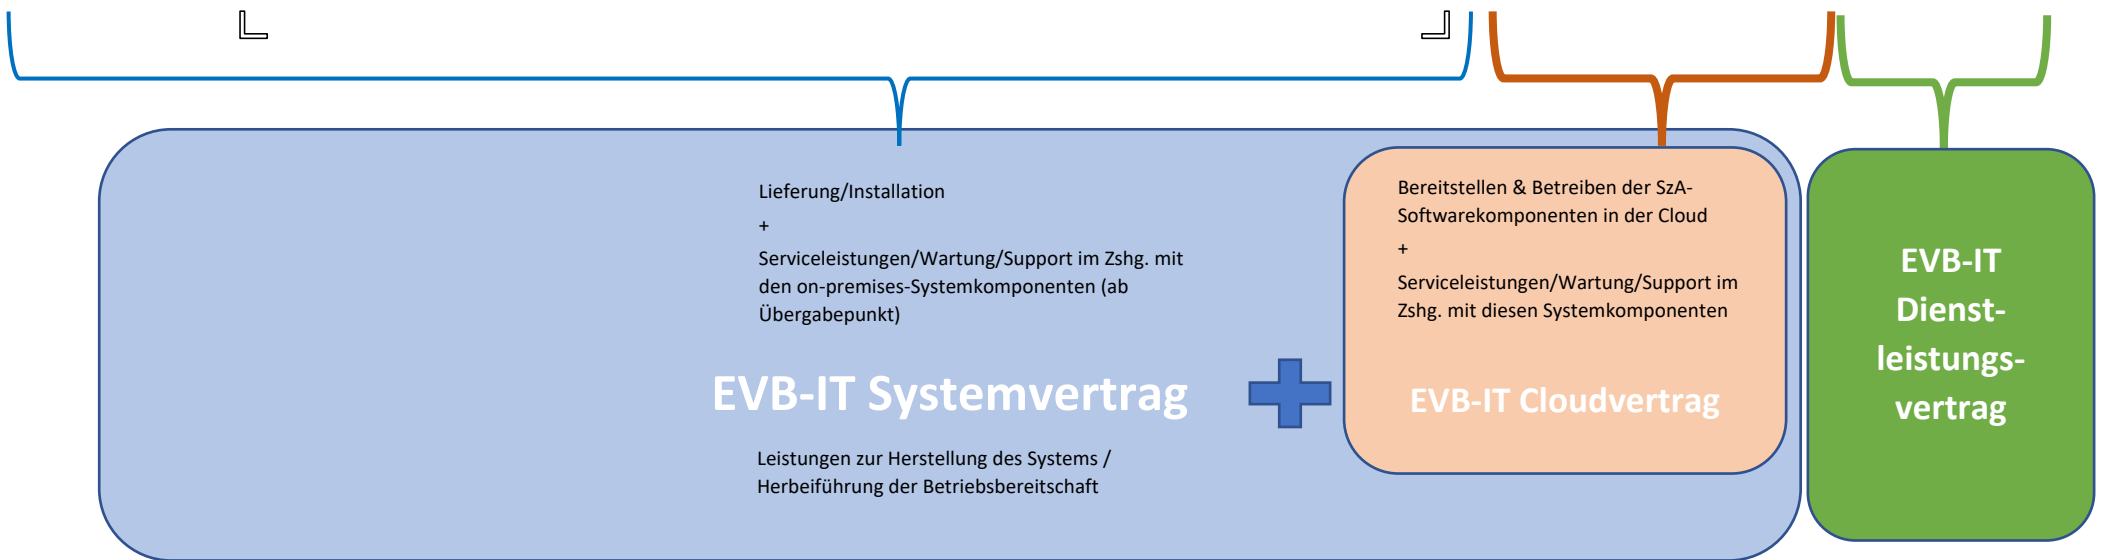 Lieferung/Installation
+
Serviceleistungen/Wartung/Support im Zshg. mit
den on-premises-Systemkomponenten (ab
Übergabepunkt)
EVB-IT Systemvertrag
Leistungen zur Herstellung des Systems /
Herbeiführung der Betriebsbereitschaft
Bereitstellen & Betreiben der SzA-
Softwarekomponenten in der Cloud
+
Serviceleistungen/Wartung/Support im
Zshg. mit diesen Systemkomponenten
EVB-IT Cloudvertrag
EVB-IT
Dienst-
leistungs-
vertrag